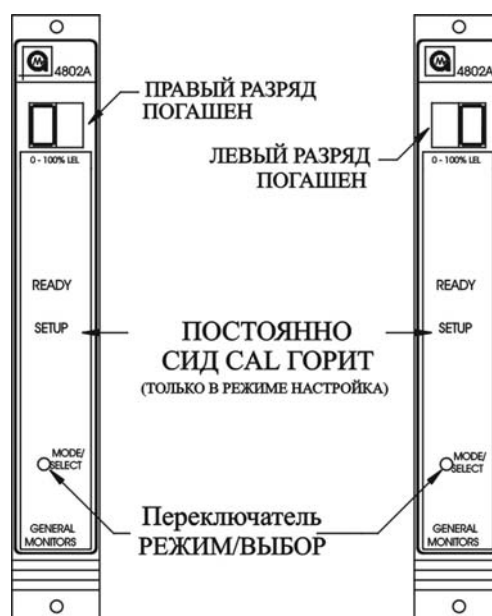 4802A
4802A
ПРАВЫЙ РАЗРЯД
ПОГАШЕН
0 - 100% LEL
0 - 100% LEL
ЛЕВЫЙ РАЗРЯД
ПОГАШЕН
READY
READY
SETUP
SETUP
ПОСТОЯННО
СИД CAL ГОРИТ
(ТОЛЬКО В РЕЖИМЕ НАСТРОЙКА)
MODE/
SELECT
MODE/
SELECT
Переключатель
РЕЖИМ/ВЫБОР
GENERAL
MONITORS
GENERAL
MONITORS